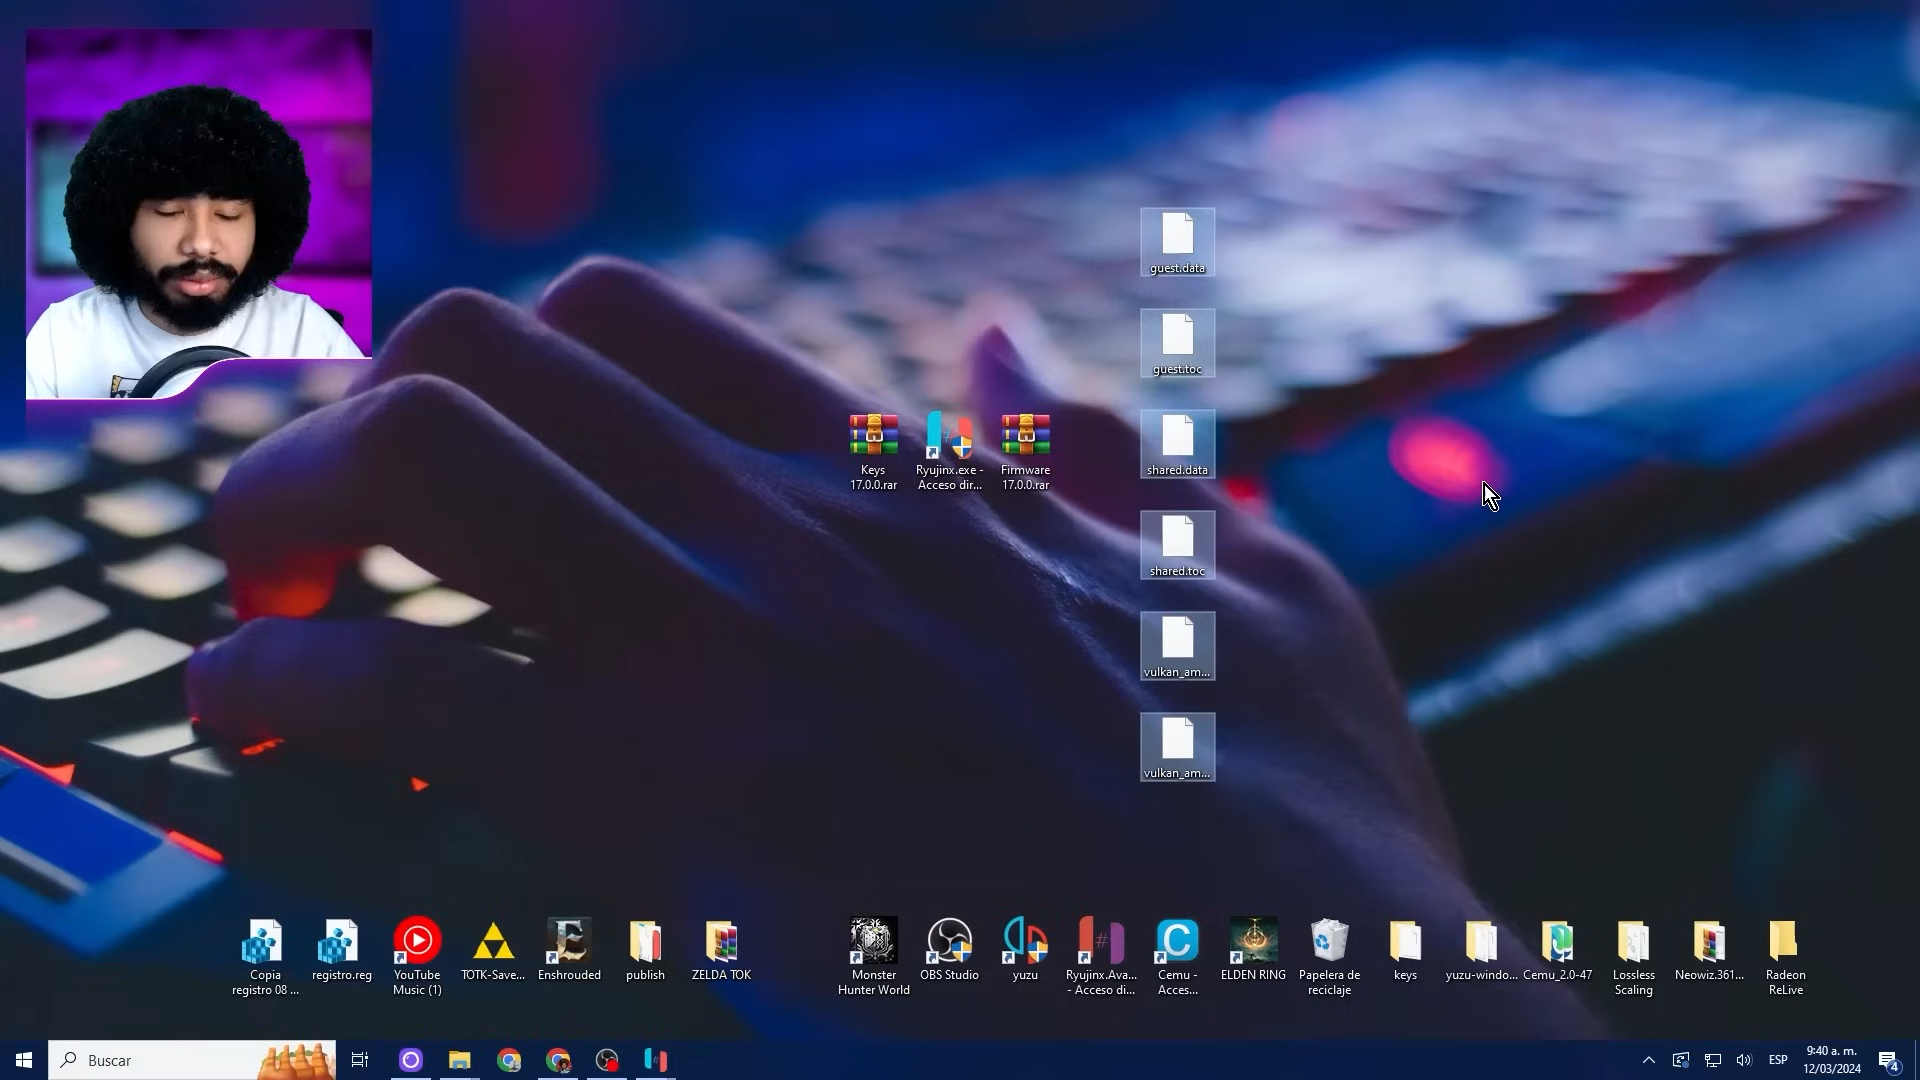 guest.data
guest.toc
shared.data
Keys
17.0.0.rar
Ryujinx.exe -
Acceso dir...
Firmware
17.0.0.rar
shared.toc
vulkan_am...
vulkan_am...
Copia
registro 08 ...
registro.reg
YouTube
Music (1)
TOTK-Save...
Enshrouded
publish
ZELDA TOK
Monster
Hunter World
OBS Studio
yuzu
Ryujinx.Ava...
- Acceso di...
Cemu -
Acces...
ELDEN RING
Papelera de
reciclaje
keys
yuzu-windo...
Cemu_2.0-47
Lossless
Scaling
Neowiz.361...
Radeon
ReLive
Buscar
ESP
9:40 a. m.
12/03/2024
4